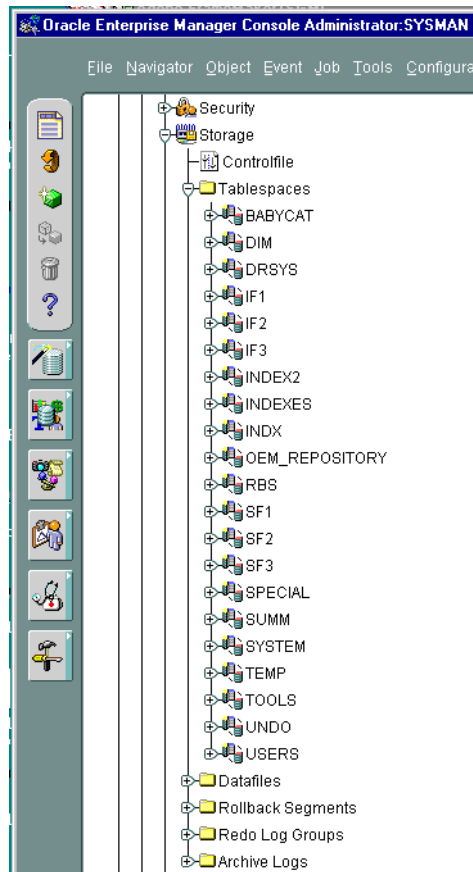 Oracle Enterprise Manager Console Administrator:SYSMAN
File Navigator Object Event Job Tools Configura
Security
Storage
Controlfile
Tablespaces
BABYCAT
DIM
DRSYS
IF1
IF2
IF3
INDEX2
INDEXES
INDX
OEM_REPOSITORY
RBS
SF1
SF2
SF3
SPECIAL
SUMM
SYSTEM
TEMP
TOOLS
UNDO
USERS
Datafiles
Rollback Segments
Redo Log Groups
Archive Logs